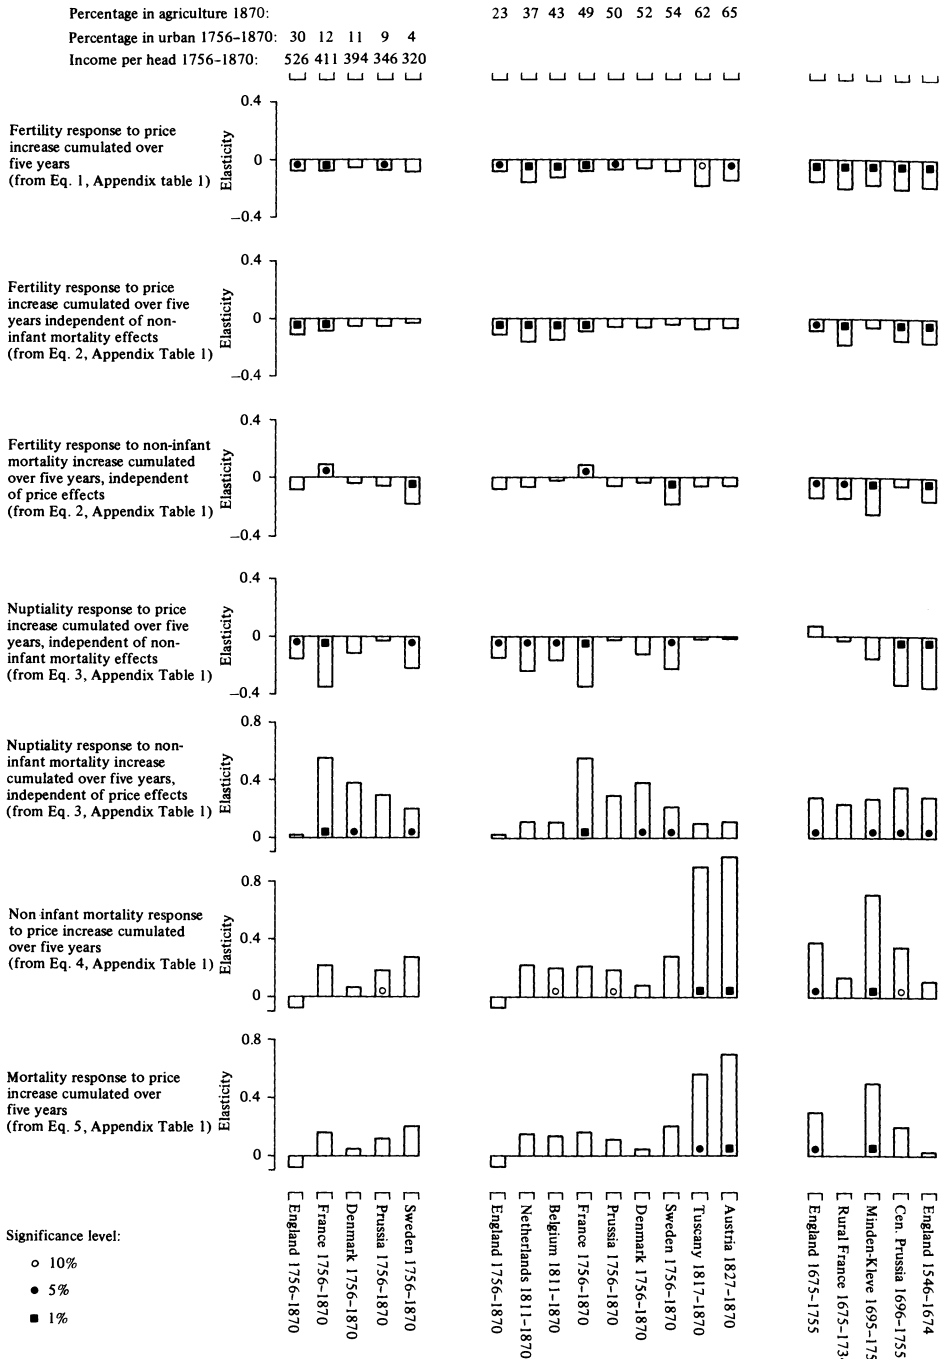 Percentage in agriculture 1870: 23 37 43 49 50 52 54 62 65
Percentage in urban 1756–1870: 30 12 11 9 4
Income per head 1756–1870: 526 411 394 346 320
Fertility response to price
increase cumulated over
five years
(from Eq. 1, Appendix table 1)
Elasticity
0.4
0
–0.4
Fertility response to price
increase cumulated over five
years independent of non-
infant mortality effects
(from Eq. 2, Appendix Table 1)
Elasticity
0.4
0
–0.4
Fertility response to non-infant
mortality increase cumulated
over five years, independent
of price effects
(from Eq. 2, Appendix Table 1)
Elasticity
0.4
0
–0.4
Nuptiality response to price
increase cumulated over five
years, independent of non-
infant mortality effects
(from Eq. 3, Appendix Table 1)
Elasticity
0.4
0
–0.4
Nuptiality response to non-
infant mortality increase
cumulated over five years,
independent of price effects
(from Eq. 3, Appendix Table 1)
Elasticity
0.8
0.4
0
Non infant mortality response
to price increase cumulated
over five years
(from Eq. 4, Appendix Table 1)
Elasticity
0.8
0.4
0
Mortality response to price
increase cumulated over
five years
(from Eq. 5, Appendix Table 1)
Elasticity
0.8
0.4
0
England 1756–1870
France 1756–1870
Denmark 1756–1870
Prussia 1756–1870
Sweden 1756–1870
England 1756–1870
Netherlands 1811–1870
Belgium 1811–1870
France 1756–1870
Prussia 1756–1870
Denmark 1756–1870
Sweden 1756–1870
Tuscany 1817–1870
Austria 1827–1870
England 1675–1755
Rural France 1675–173
Minden-Kleve 1695–175
Cen. Prussia 1696–1755
England 1546–1674
Significance level:
10%
5%
1%